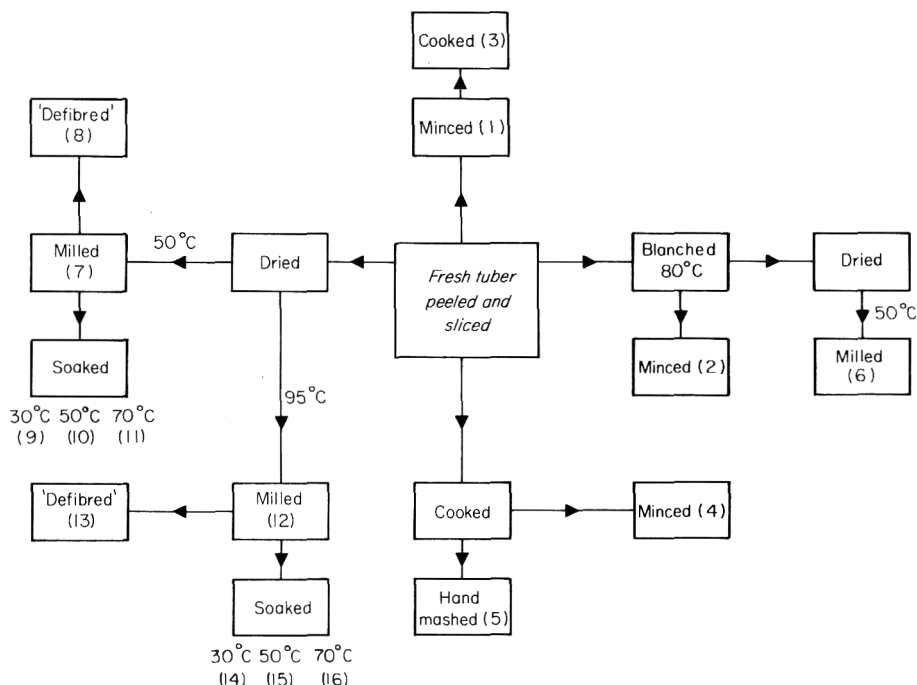 Cooked (3)
Minced (1)
'Defibred'
(8)
Milled
(7)
50°C
Dried
Fresh tuber
peeled and
sliced
Blanched
80°C
Dried
50°C
Soaked
30°C 50°C 70°C
(9) (10) (11)
95°C
Minced (2)
Milled
(6)
'Defibred'
(13)
Milled
(12)
Cooked
Minced (4)
Soaked
30°C 50°C 70°C
(14) (15) (16)
Hand
mashed (5)